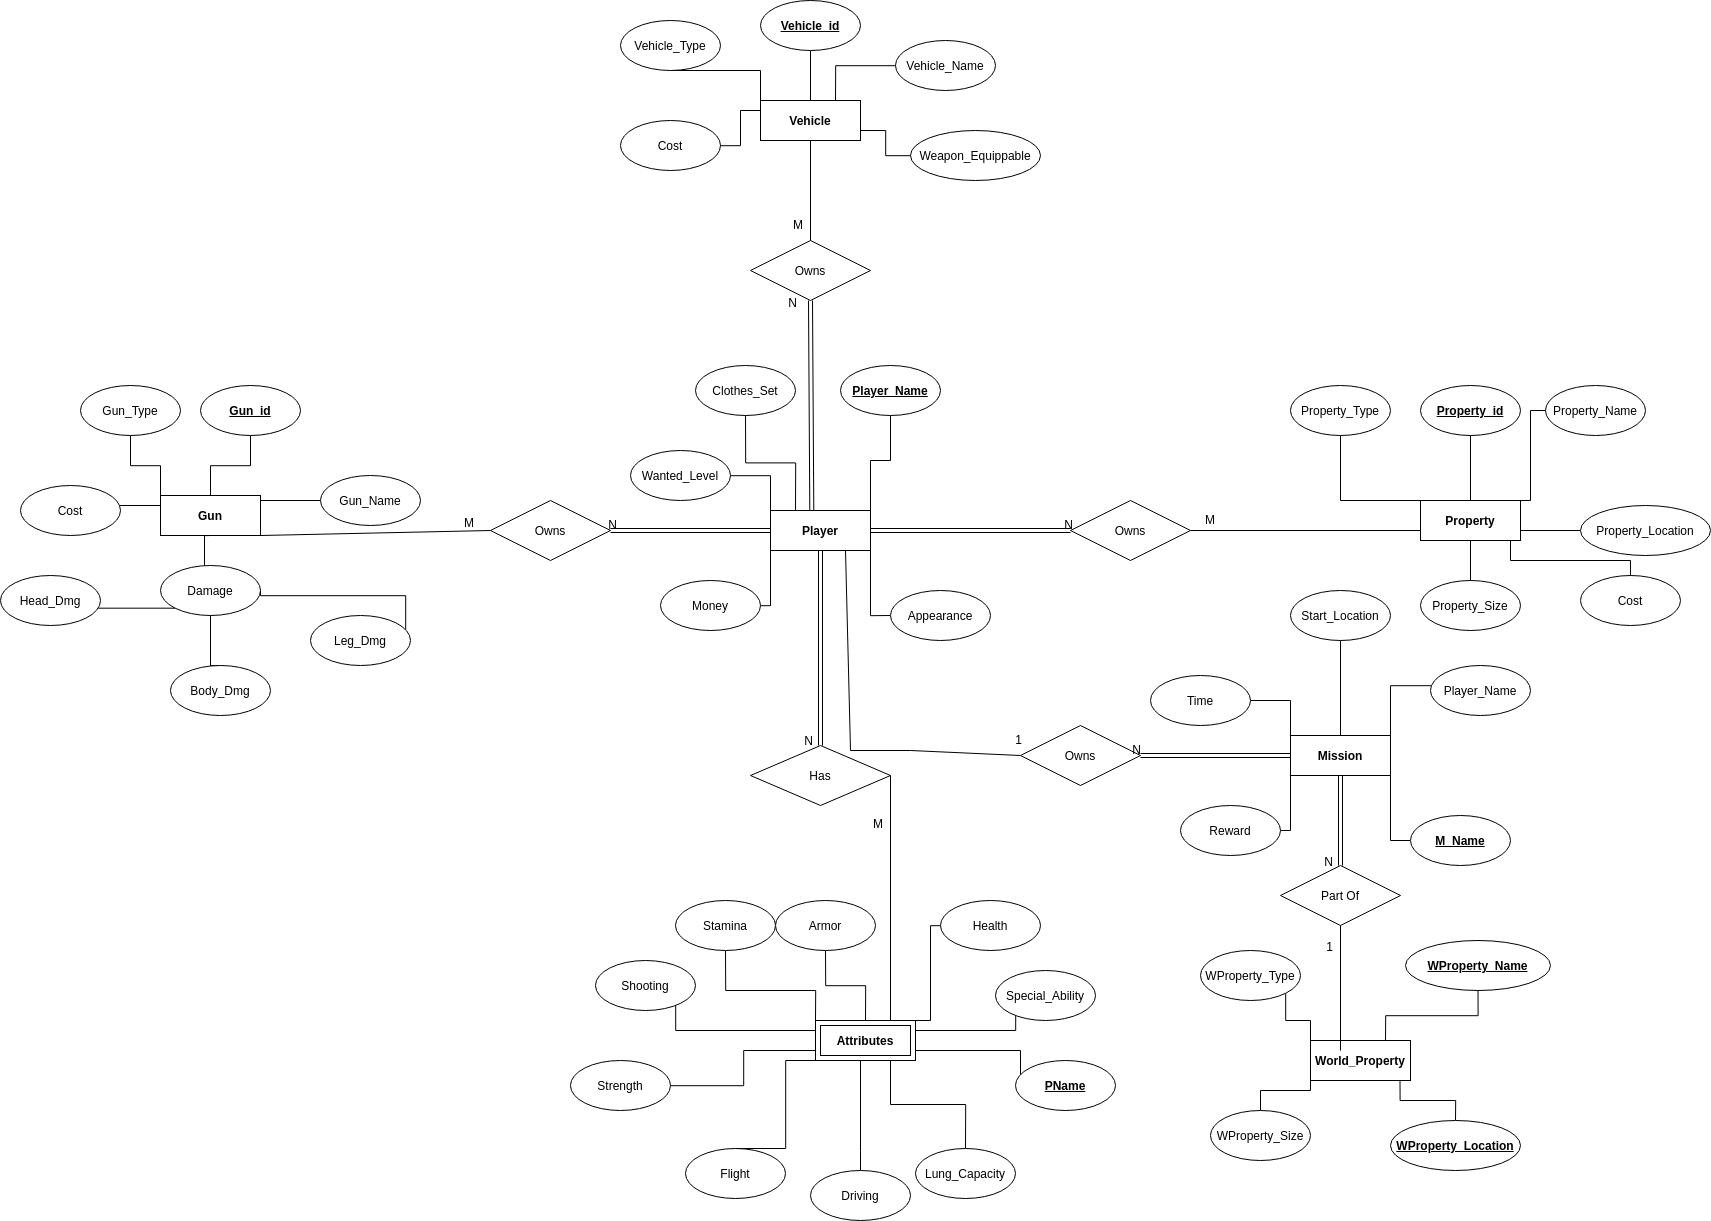 Vehicle_id
Vehicle_Type
Vehicle_Name
Vehicle
Cost
Weapon_Equippable
M
Owns
N
Clothes_Set
Player_Name
Wanted_Level
Player
Money
Appearance
Gun_Type
Gun_id
Cost
Gun_Name
Gun
M
Owns
N
Damage
Head_Dmg
Leg_Dmg
Body_Dmg
N
Owns
M
Property_Type
Property_id
Property_Name
Property
Property_Location
Property_Size
Cost
Start_Location
Time
Player_Name
1
Owns
N
Mission
Reward
M_Name
N
Part Of
1
WProperty_Type
WProperty_Name
World_Property
WProperty_Size
WProperty_Location
N
Has
M
Stamina
Armor
Health
Shooting
Special_Ability
Attributes
Strength
PName
Flight
Driving
Lung_Capacity